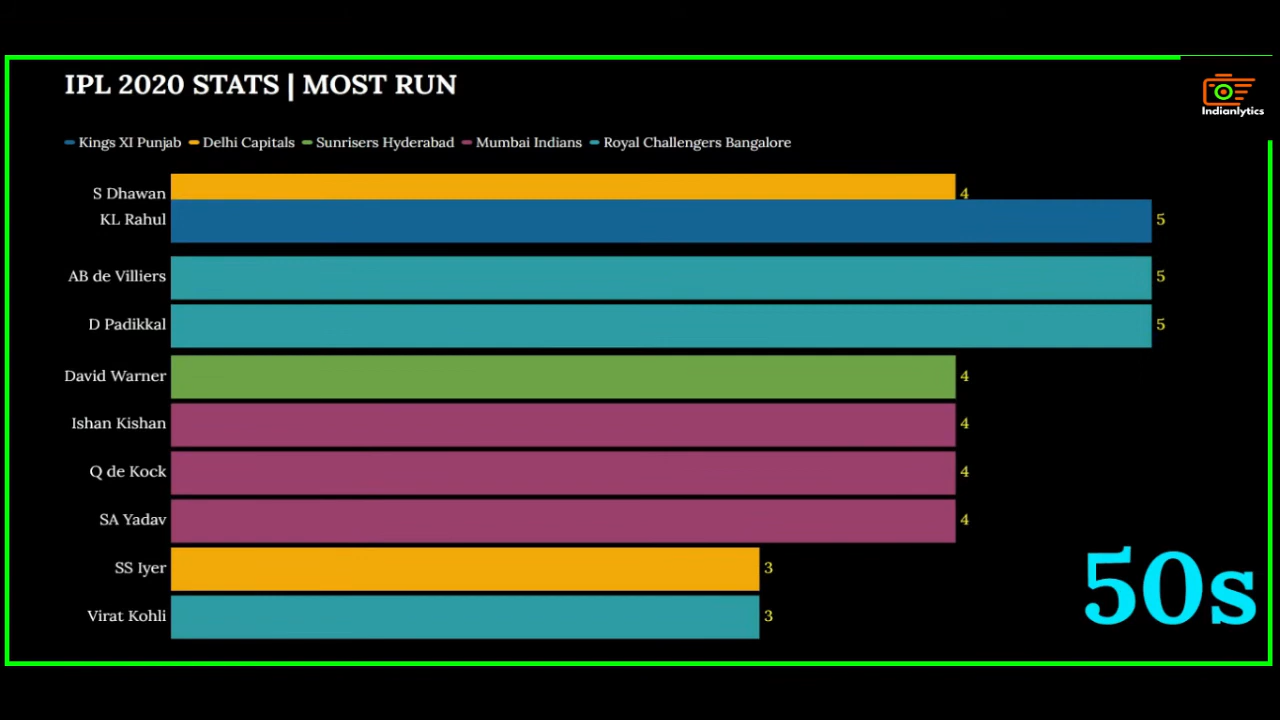 IPL 2020 STATS | MOST RUN
Indianlytics
Kings XI Punjab Delhi Capitals Sunrisers Hyderabad Mumbai Indians Royal Challengers Bangalore
S Dhawan 4
KL Rahul 5
AB de Villiers 5
D Padikkal 5
David Warner 4
Ishan Kishan 4
Q de Kock 4
SA Yadav 4
SS Iyer 3
Virat Kohli 3
50s